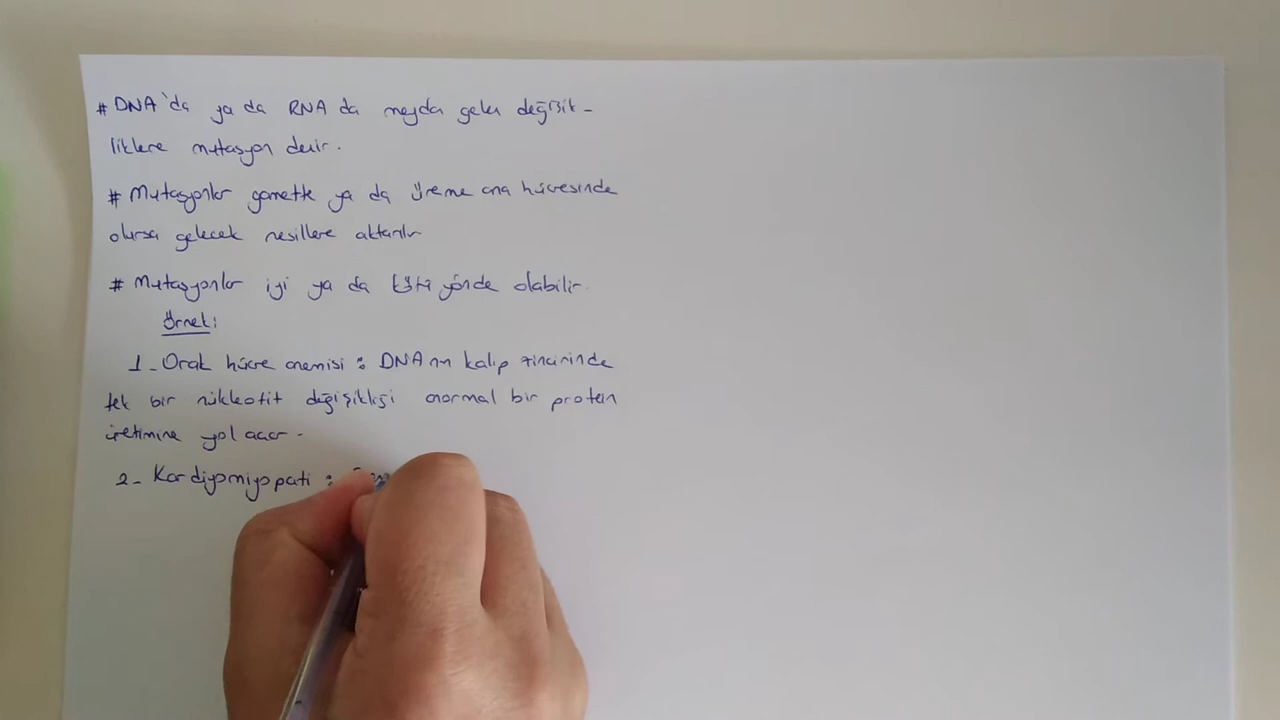 # DNA'da ya da RNA da meyda gelen değişik-
liklere mutasyon denir.
# Mutasyonlar gamette ya da üreme ana hücresinde
olursa gelecek nesillere aktarılır
# Mutasyonlar iyi ya da kötü yönde olabilir.
Örnek:
1- Orak hücre anemisi : DNA nın kalıp zincirinde
tek bir nükleotit değişikliği anormal bir protein
üretimine yol açar.
2- Kardiyomiyopati :